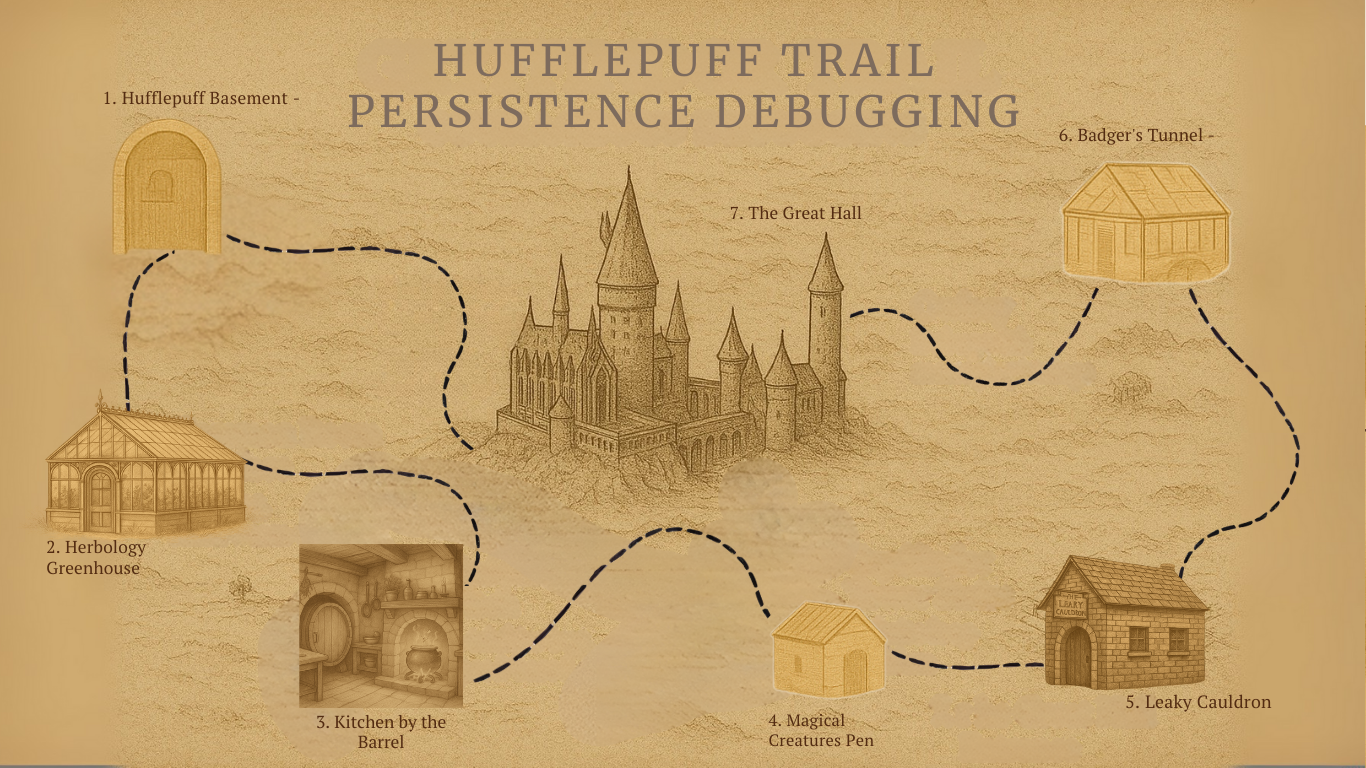 HUFFLEPUFF TRAIL
PERSISTENCE DEBUGGING
1. Hufflepuff Basement -
6. Badger's Tunnel -
7. The Great Hall
2. Herbology
Greenhouse
THE
LEAKY
CAULDRON
5. Leaky Cauldron
3. Kitchen by the
Barrel
4. Magical
Creatures Pen